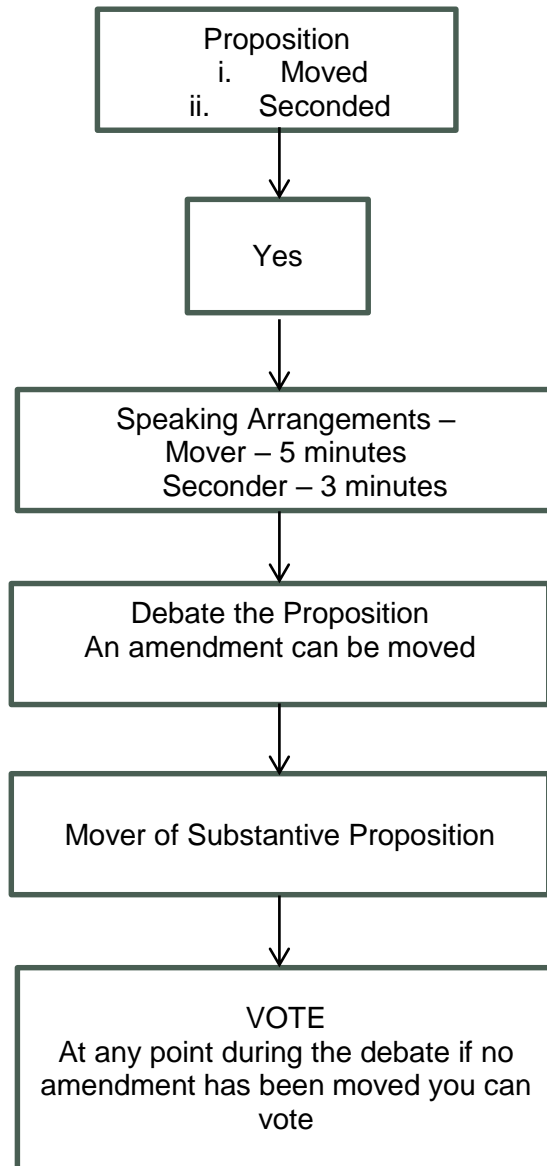 Proposition
i. Moved
ii. Seconded
Yes
Speaking Arrangements –
Mover – 5 minutes
Seconder – 3 minutes
Debate the Proposition
An amendment can be moved
Mover of Substantive Proposition
VOTE
At any point during the debate if no
amendment has been moved you can
vote